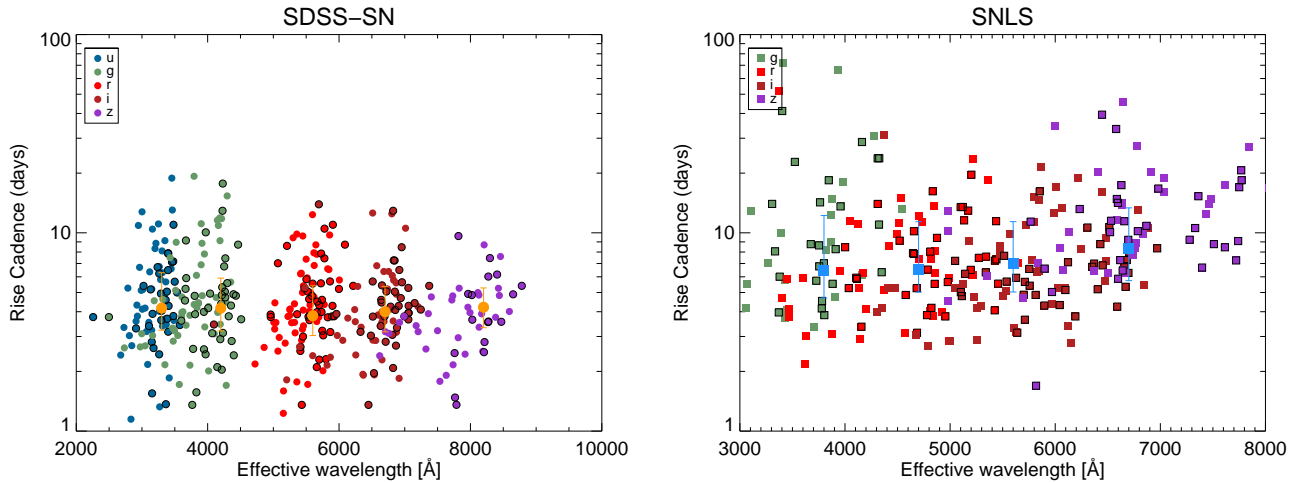 SDSS−SN
100
10
1
Rise Cadence (days)
u
g
r
i
z
2000
4000
6000
8000
10000
Effective wavelength [Å]
SNLS
100
10
1
Rise Cadence (days)
g
r
i
z
3000
4000
5000
6000
7000
8000
Effective wavelength [Å]